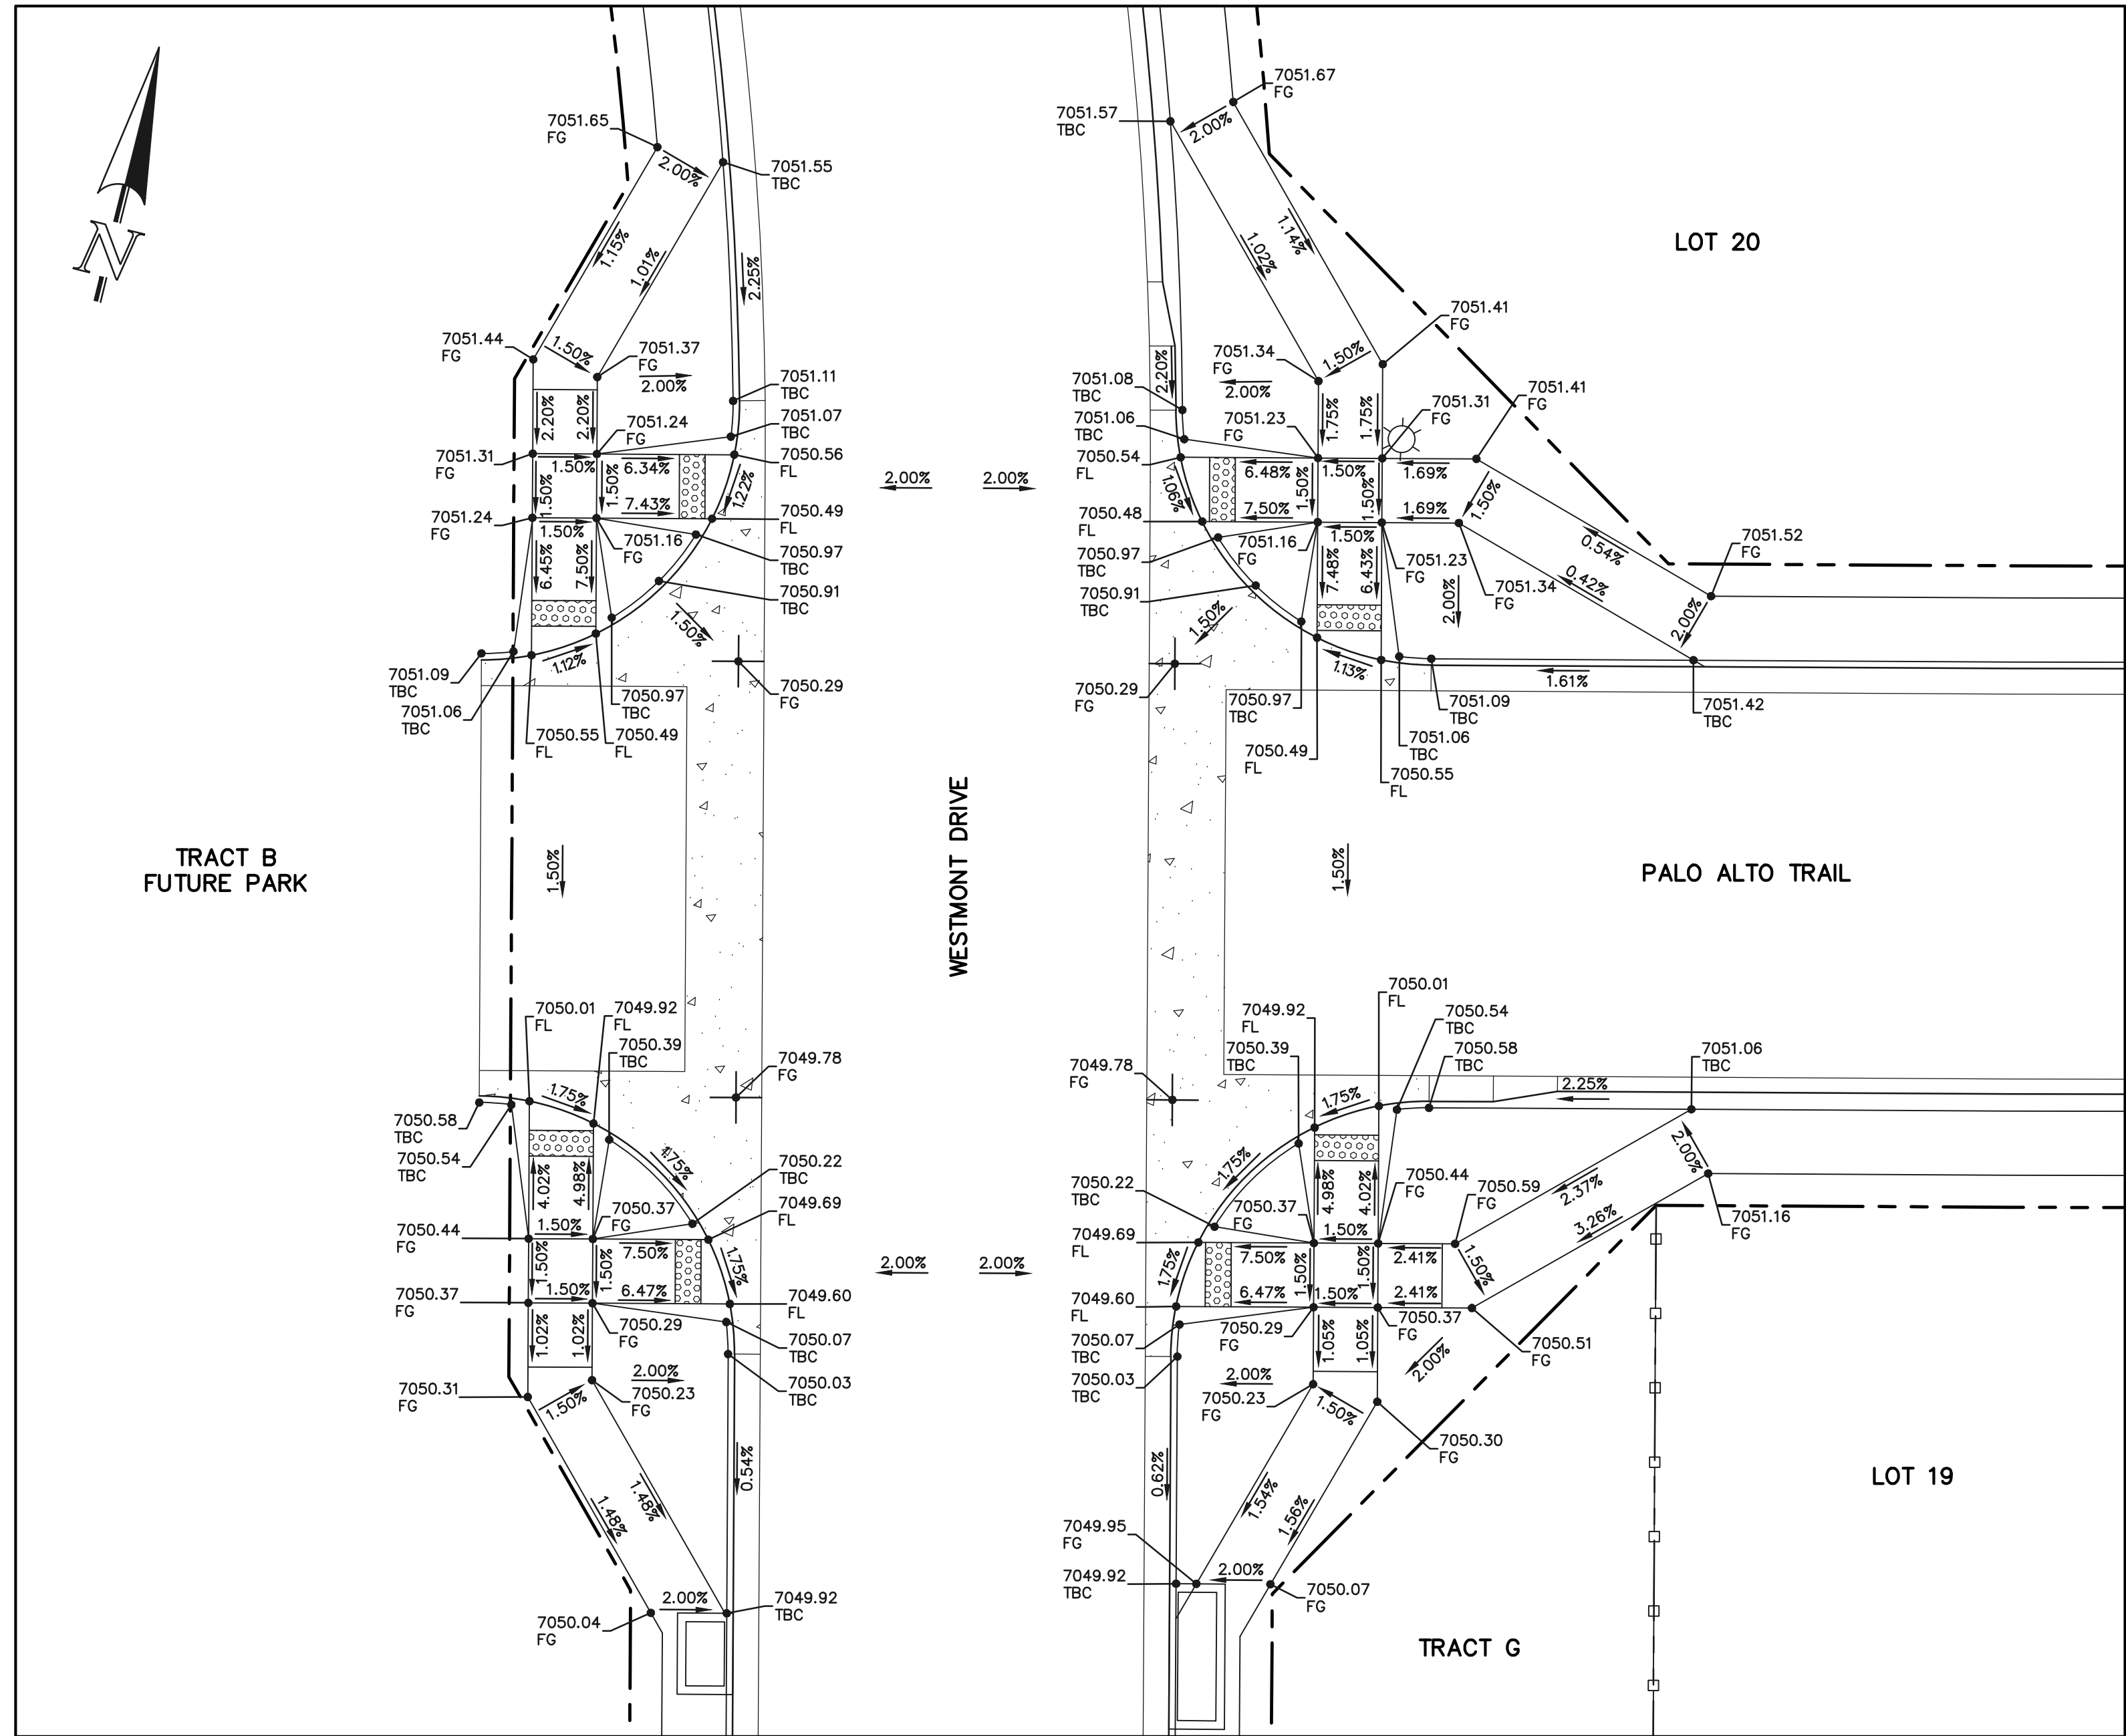 N
7051.65
FG
2.00%
7051.55
TBC
1.15%
1.01%
2.25%
7051.44
FG
1.50%
7051.37
FG
2.00%
7051.11
TBC
7051.07
TBC
2.20%
2.20%
7051.24
FG
7051.31
FG
1.50%
6.34%
7050.56
FL
1.50%
1.50%
7.43%
1.22%
7050.49
FL
7051.24
FG
1.50%
7051.16
FG
7050.97
TBC
6.45%
7.50%
7050.91
TBC
1.50%
7051.09
TBC
1.12%
7050.29
FG
7051.06
TBC
7050.97
TBC
7050.55
FL
7050.49
FL
7051.67
FG
7051.57
TBC
2.00%
1.14%
1.02%
LOT 20
7051.41
FG
7051.34
FG
1.50%
2.20%
2.00%
7051.08
TBC
7051.41
FG
7051.06
TBC
7051.23
FG
1.75%
1.75%
7051.31
FG
7050.54
FL
6.48%
1.50%
1.69%
1.06%
1.50%
1.50%
1.50%
7.50%
1.69%
7050.48
FL
7050.97
TBC
7051.16
FG
1.50%
7051.23
FG
0.54%
7051.52
FG
7050.91
TBC
7.48%
6.43%
2.00%
7051.34
FG
0.42%
2.00%
1.50%
7050.29
FG
1.13%
1.61%
7050.97
TBC
7051.09
TBC
7051.42
TBC
7050.49
FL
7051.06
TBC
7050.55
FL
2.00%
2.00%
TRACT B
FUTURE PARK
1.50%
WESTMONT DRIVE
1.50%
PALO ALTO TRAIL
7050.01
FL
7049.92
FL
7050.39
TBC
7049.78
FG
1.75%
7050.58
TBC
7050.54
TBC
1.75%
7050.22
TBC
4.02%
4.98%
7049.69
FL
7050.44
FG
1.50%
7050.37
FG
7.50%
1.50%
1.50%
1.75%
7050.37
FG
1.50%
6.47%
7049.60
FL
1.02%
1.02%
7050.29
FG
7050.07
TBC
2.00%
7050.03
TBC
7050.31
FG
1.50%
7050.23
FG
0.54%
1.48%
1.48%
2.00%
7049.92
TBC
7050.04
FG
2.00%
2.00%
7050.01
FL
7049.92
FL
7050.54
TBC
7050.39
TBC
7050.58
TBC
7051.06
TBC
7049.78
FG
1.75%
2.25%
1.75%
2.00%
7050.22
TBC
7050.37
FG
4.98%
4.02%
7050.44
FG
7050.59
FG
2.37%
7049.69
FL
1.50%
7.50%
2.41%
3.26%
7051.16
FG
1.75%
1.50%
1.50%
1.50%
7049.60
FL
6.47%
1.50%
2.41%
7050.07
TBC
7050.29
FG
7050.37
FG
7050.51
FG
1.05%
1.05%
2.00%
7050.03
TBC
2.00%
7050.23
FG
1.50%
7050.30
FG
0.62%
1.54%
1.56%
LOT 19
7049.95
FG
7049.92
TBC
2.00%
7050.07
FG
TRACT G